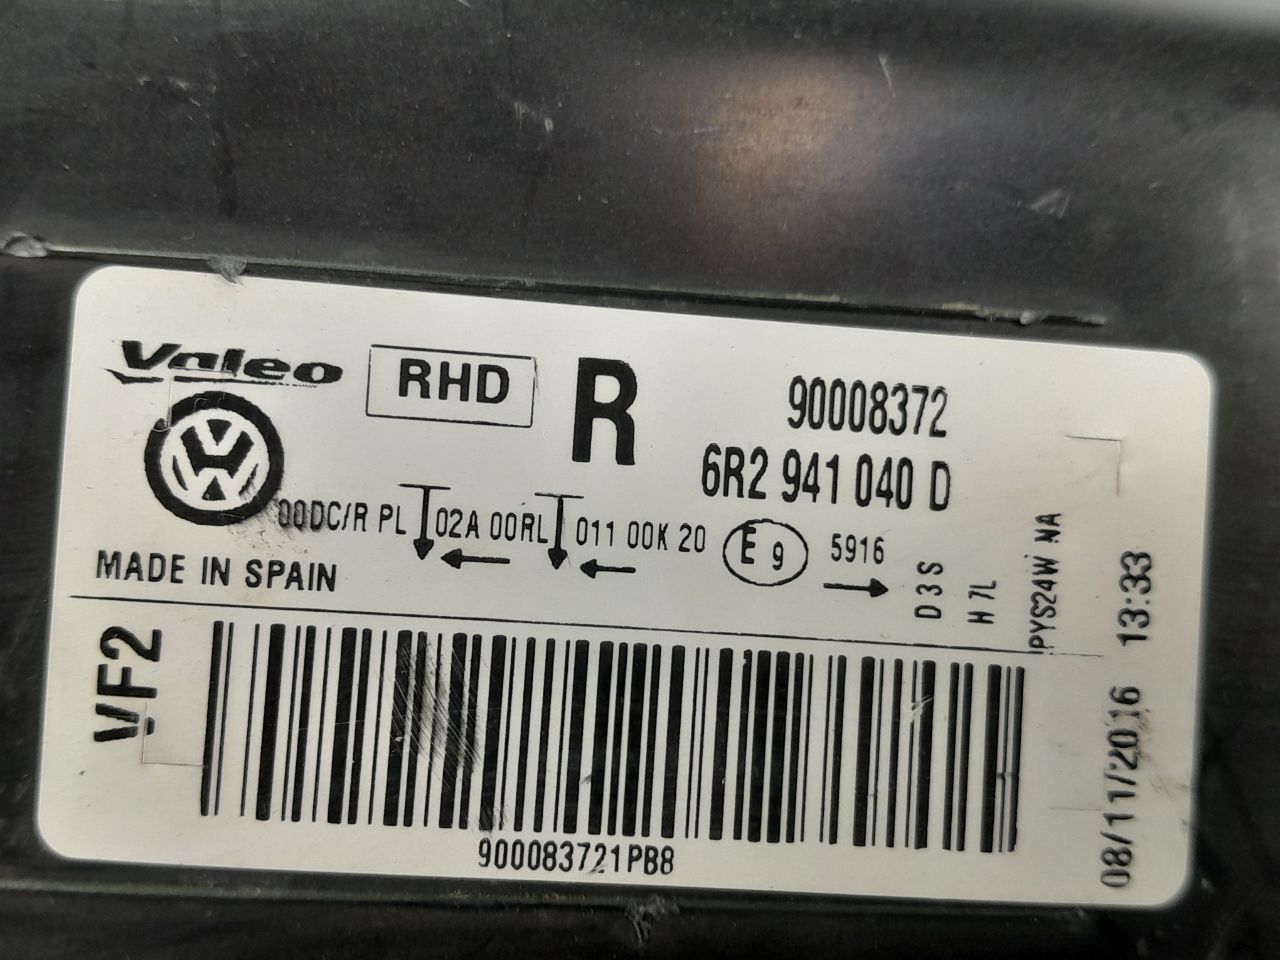 Valeo
RHD
R
90008372
6R2 941 040 D
00DC/R PL 02A 00RL 011 00K 20 E 9 5916
MADE IN SPAIN
D3S
H7L
PYS24W NA
VF2
08/11/2016 13:33
900083721PB8